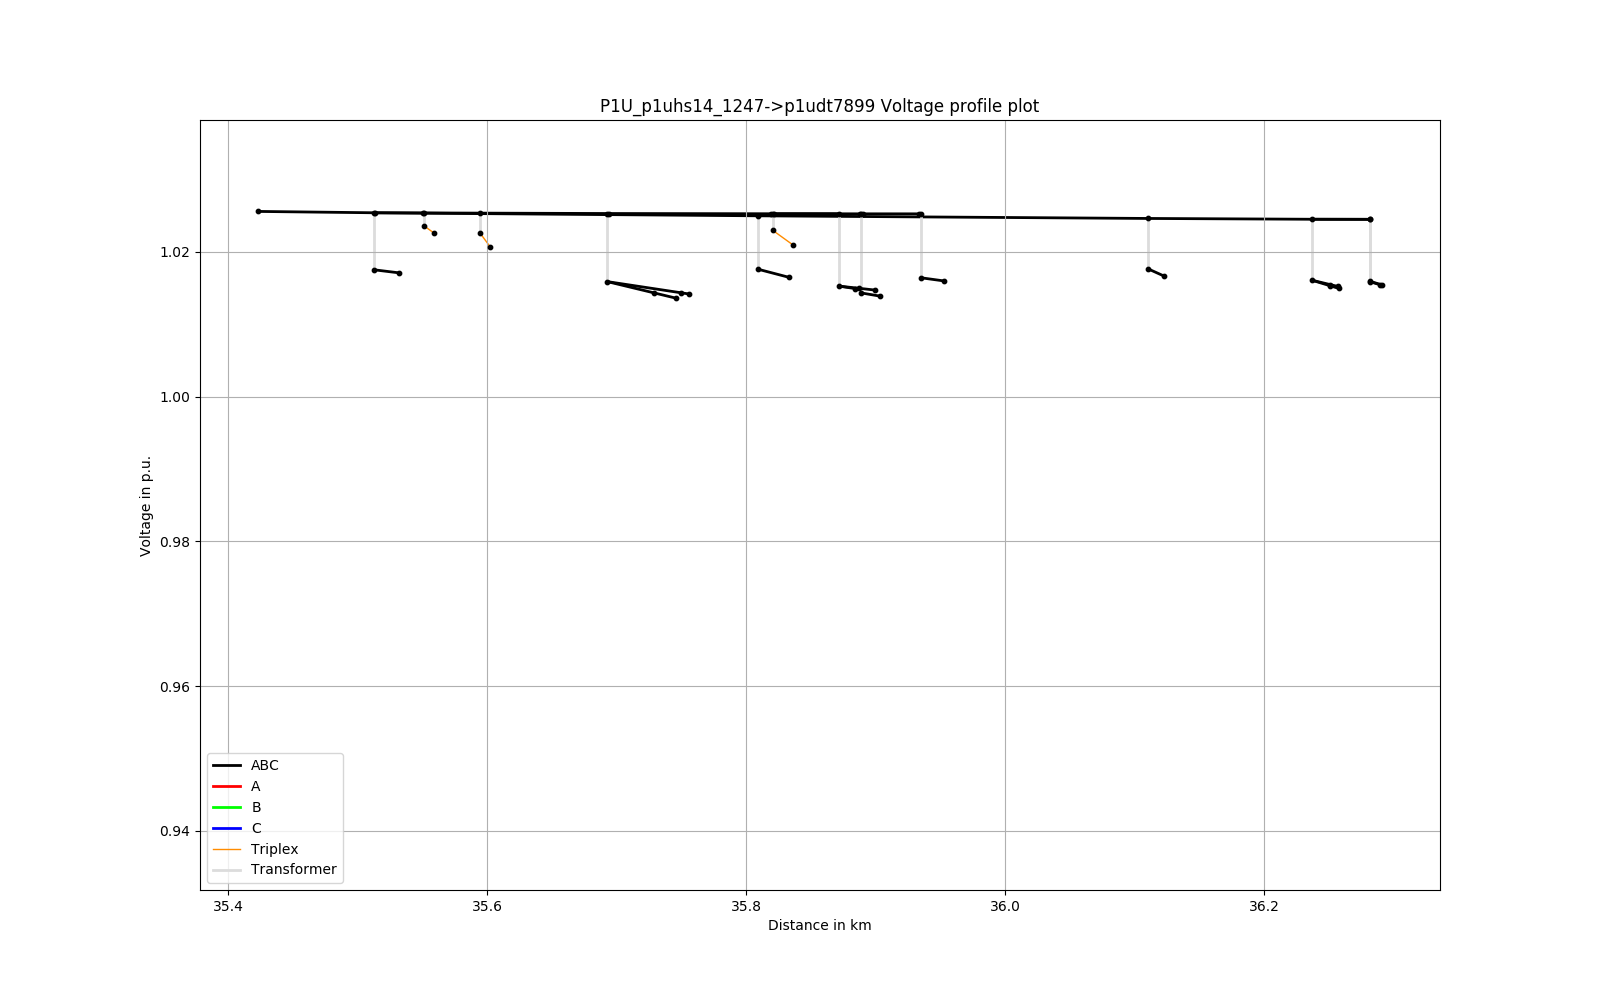 P1U_p1uhs14_1247->p1udt7899 Voltage profile plot
Voltage in p.u.
1.02
1.00
0.98
0.96
0.94
ABC
A
B
C
Triplex
Transformer
35.4 35.6 35.8 36.0 36.2
Distance in km